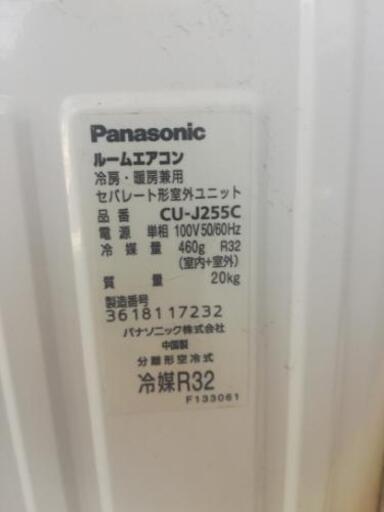 Panasonic
ルームエアコン
冷房・暖房兼用
セパレート形室外ユニット
品番 CU-J255C
電源 単相 100V 50/60Hz
冷媒量 460g R32
(室内+室外)
質量 20kg
製造番号
3618117232
パナソニック株式会社
中国製
分離形空冷式
冷媒R32
F133061